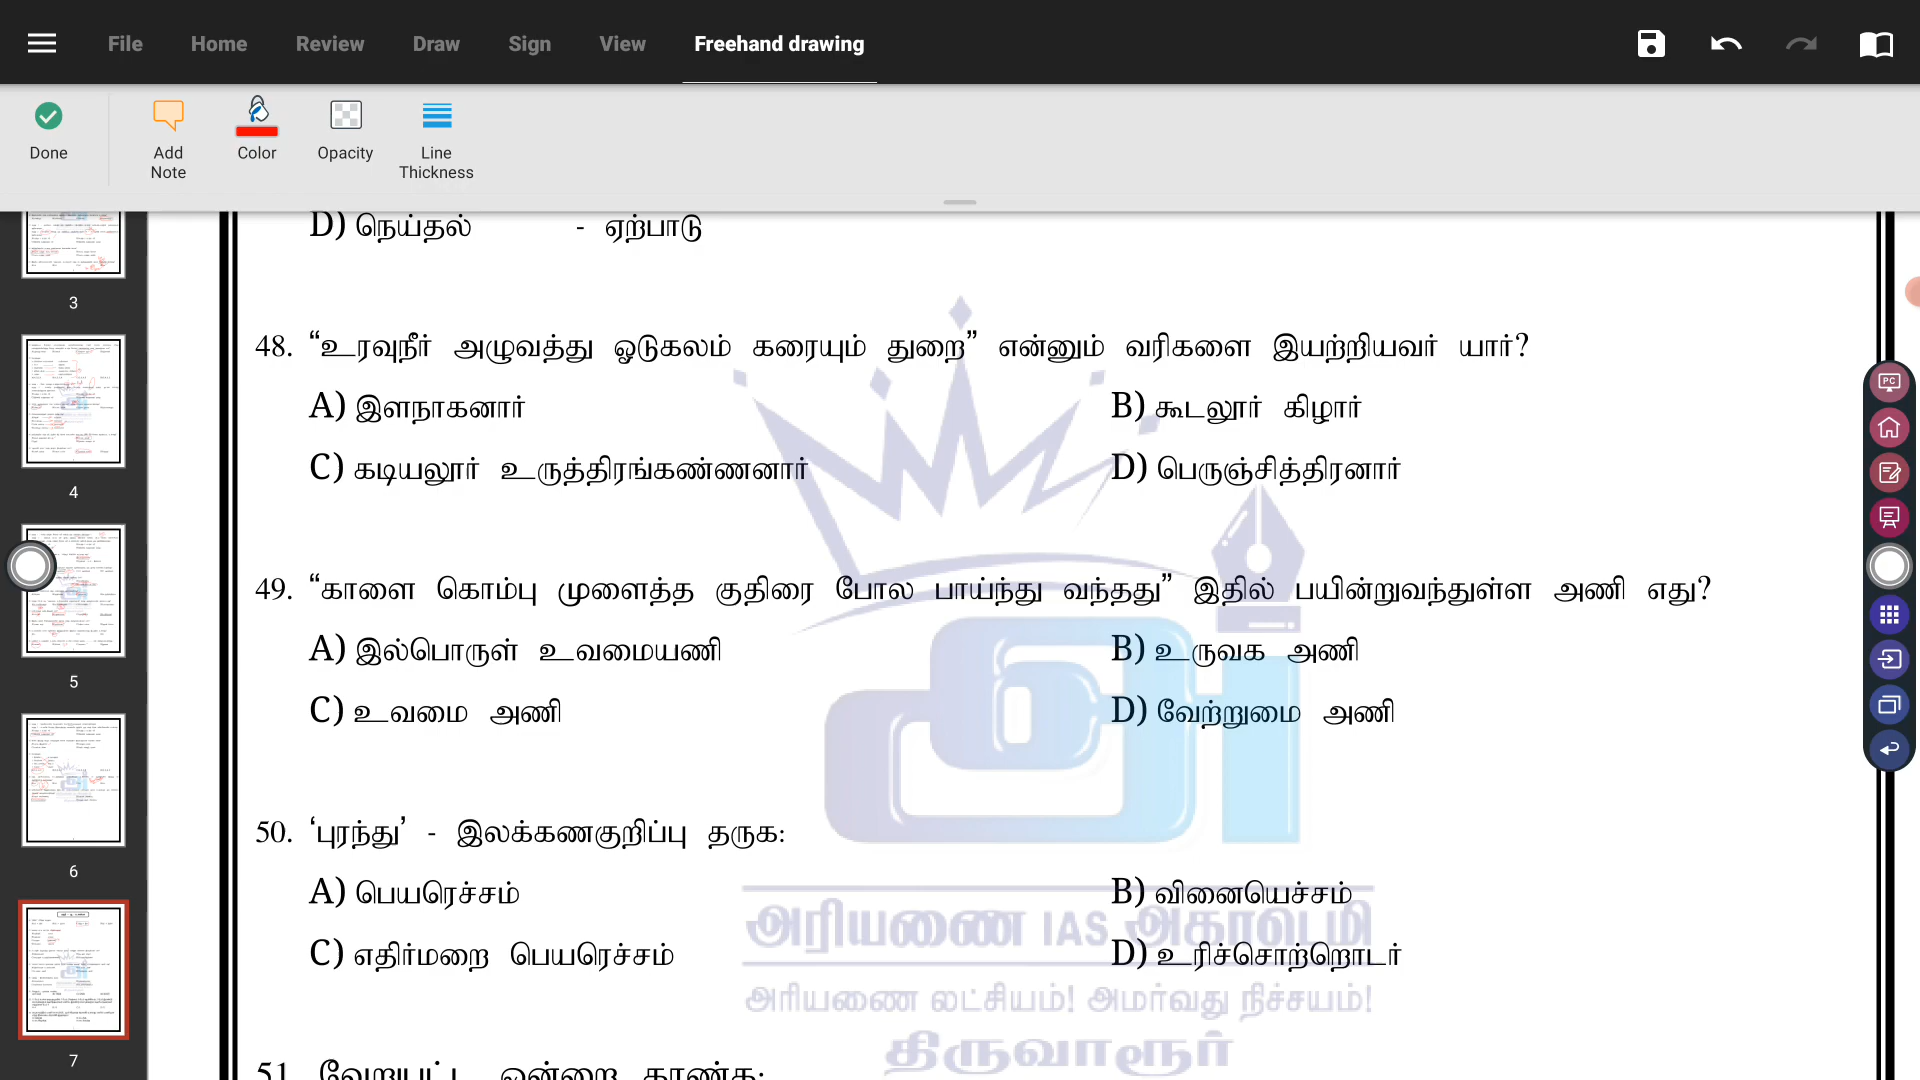 File Home Review Draw Sign View Freehand drawing
Done Add Note Color Opacity Line Thickness
D) நெய்தல் - ஏற்பாடு
48. “உரவுநீர் அழுவத்து ஓடுகலம் கரையும் துறை” என்னும் வரிகளை இயற்றியவர் யார்?
A) இளநாகனார் B) கூடலூர் கிழார்
C) கடியலூர் உருத்திரங்கண்ணனார் D) பெருஞ்சித்திரனார்
49. “காளை கொம்பு முளைத்த குதிரை போல பாய்ந்து வந்தது” இதில் பயின்றுவந்துள்ள அணி எது?
A) இல்பொருள் உவமையணி B) உருவக அணி
C) உவமை அணி D) வேற்றுமை அணி
50. ‘புரந்து’ - இலக்கணகுறிப்பு தருக:
A) பெயரெச்சம் B) வினையெச்சம்
C) எதிர்மறை பெயரெச்சம் D) உரிச்சொற்றொடர்
அரியணை IAS அகாடெமி
அரியணை லட்சியம்! அமர்வது நிச்சயம்!
திருவாரூர்
51. வேறுபட்ட ஒன்றை காண்க:
3
4
5
6
7
PC